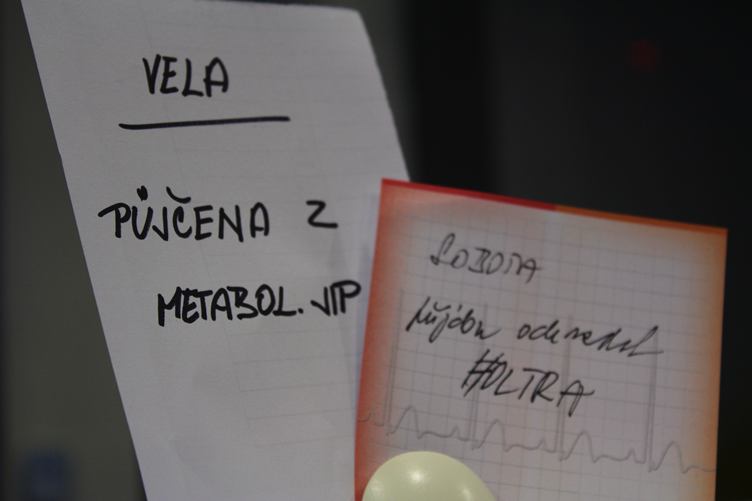 VELA
PŮJČENA Z
METABOL. JIP
SOBOTA
HOLTRA